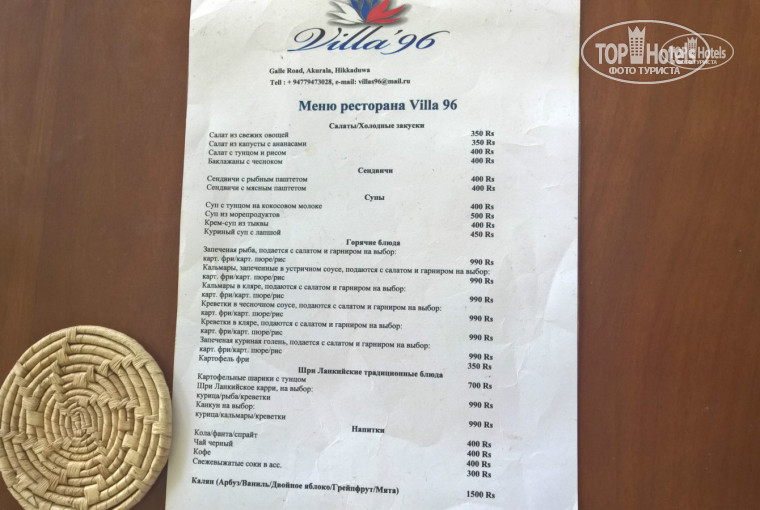 Villa'96
Galle Road, Akurala, Hikkaduwa
Tell : + 94779473028, e-mail: villas96@mail.ru
Меню ресторана Villa 96
Салаты/Холодные закуски
Салат из свежих овощей 350 Rs
Салат из капусты с ананасами 350 Rs
Салат с тунцом и рисом 400 Rs
Баклажаны с чесноком 400 Rs
Сендвичи
Сендвичи с рыбным паштетом 400 Rs
Сендвичи с мясным паштетом 400 Rs
Супы
Суп с тунцом на кокосовом молоке 400 Rs
Суп из морепродуктов 500 Rs
Крем-суп из тыквы 400 Rs
Куриный суп с лапшой 450 Rs
Горячие блюда
Запеченая рыба, подается с салатом и гарниром на выбор:
карт. фри/карт. пюре/рис 990 Rs
Кальмары, запеченные в устричном соусе, подаются с салатом и гарниром на выбор:
карт. фри/карт. пюре/рис 990 Rs
Кальмары в кляре, подаются с салатом и гарниром на выбор:
карт. фри/карт. пюре/рис 990 Rs
Креветки в чесночном соусе, подаются с салатом и гарниром на выбор:
карт. фри/карт. пюре/рис 990 Rs
Креветки в кляре, подаются с салатом и гарниром на выбор:
карт. фри/карт. пюре/рис 990 Rs
Запеченая куриная голень, подается с салатом и гарниром на выбор:
карт. фри/карт. пюре/рис 990 Rs
Картофель фри 350 Rs
Шри Ланкийские традиционные блюда
Картофельные шарики с тунцом 700 Rs
Шри Ланкийское карри, на выбор:
курица/рыба/креветки 990 Rs
Канкун на выбор:
курица/кальмары/креветки 990 Rs
Напитки
Кола/фанта/спрайт 400 Rs
Чай черный 400 Rs
Кофе 400 Rs
Свежевыжатые соки в асс. 300 Rs
Калян (Арбуз/Ваниль/Двойное яблоко/Грейпфрут/Мята) 1500 Rs
TOP Hotels
ФОТО ТУРИСТА